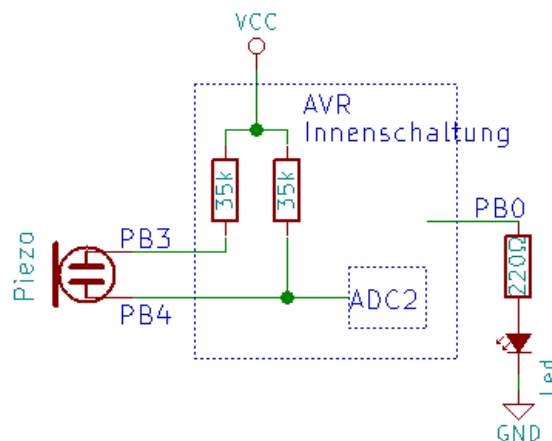 VCC
AVR
Innenschaltung
35k
35k
PB3
PB0
Piezo
220Ω
ADC2
PB4
Led
GND